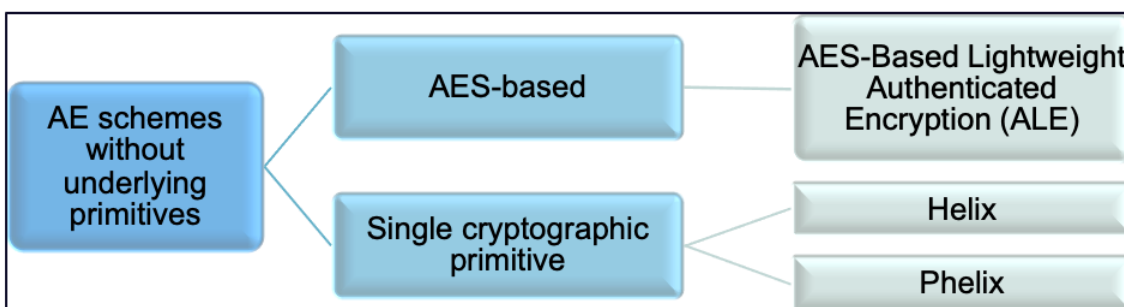 AE schemes
without
underlying
primitives
AES-based
Single cryptographic
primitive
AES-Based Lightweight
Authenticated
Encryption (ALE)
Helix
Phelix